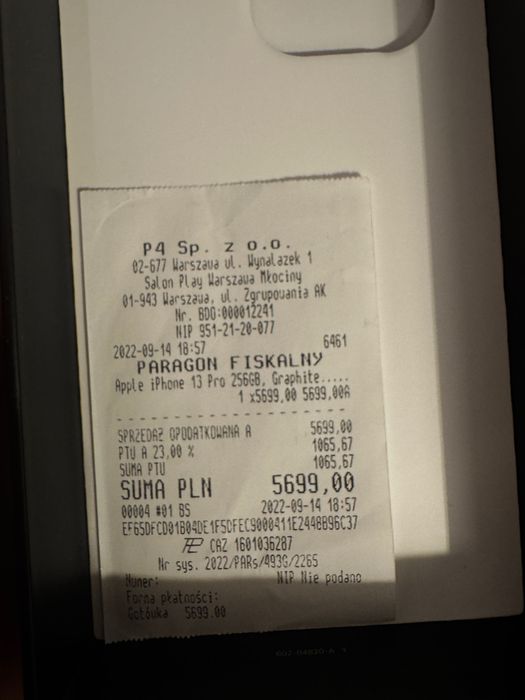 P4 Sp. z o.o.
02-677 Warszawa ul. Wynalazek 1
Salon Play Warszawa Młociny
01-943 Warszawa, ul. Zgrupowania AK
Nr. BDO:000012241
NIP 951-21-20-077
2022-09-14 18:57 6461
PARAGON FISKALNY
Apple iPhone 13 Pro 256GB, Graphite.....
1 x5699,00 5699,00A
SPRZEDAŻ OPODATKOWANA A 5699,00
PTU A 23,00 % 1065,67
SUMA PTU 1065,67
SUMA PLN 5699,00
00004 #01 BS 2022-09-14 18:57
EF65DFCD01B04DE1F5DFEC9000411E2448B96C37
CAZ 1601036287
Nr sys. 2022/PARs/493G/2265
Numer: NIP Nie podano
Forma płatności:
Gotówka 5699.00